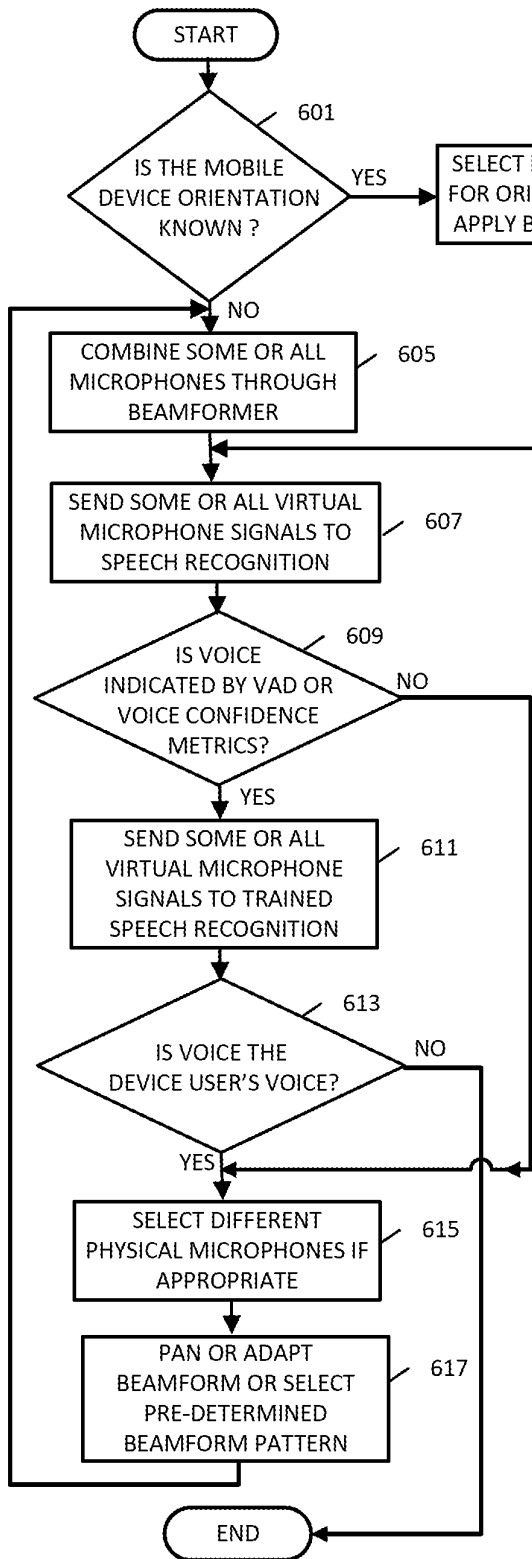 START
601
IS THE MOBILE
DEVICE ORIENTATION
KNOWN ?
YES
SELECT
FOR
APPLY
NO
COMBINE SOME OR ALL
MICROPHONES THROUGH
BEAMFORMER
605
SEND SOME OR ALL VIRTUAL
MICROPHONE SIGNALS TO
SPEECH RECOGNITION
607
609
IS VOICE
INDICATED BY VAD OR
VOICE CONFIDENCE
METRICS?
NO
YES
SEND SOME OR ALL
VIRTUAL MICROPHONE
SIGNALS TO TRAINED
SPEECH RECOGNITION
611
613
IS VOICE THE
DEVICE USER'S VOICE?
NO
YES
SELECT DIFFERENT
PHYSICAL MICROPHONES IF
APPROPRIATE
615
PAN OR ADAPT
BEAMFORM OR SELECT
PRE-DETERMINED
BEAMFORM PATTERN
617
END